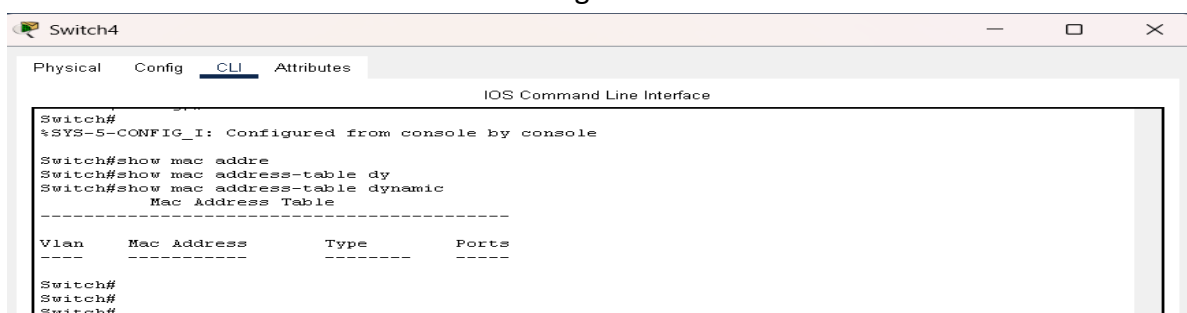 Switch4
Physical Config CLI Attributes
IOS Command Line Interface
Switch#
%SYS-5-CONFIG_I: Configured from console by console
Switch#show mac addre
Switch#show mac address-table dy
Switch#show mac address-table dynamic
Mac Address Table
-------------------------------------------
Vlan Mac Address Type Ports
---- ----------- -------- -----
Switch#
Switch#
Switch#